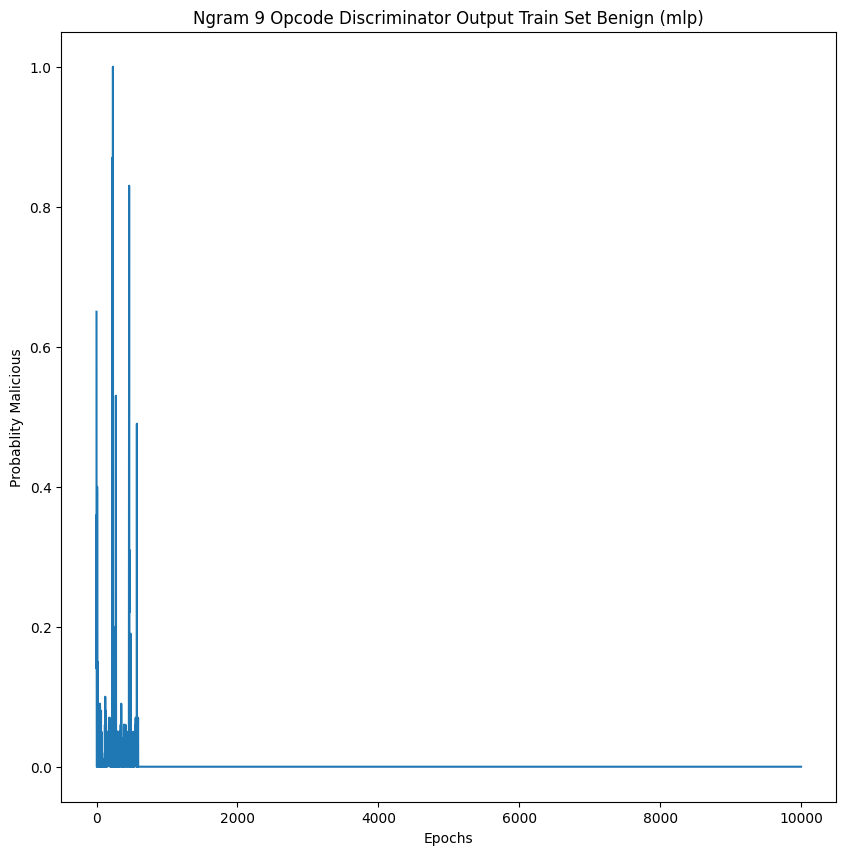 Ngram 9 Opcode Discriminator Output Train Set Benign (mlp)
1.0
0.8
0.6
0.4
0.2
0.0
Probablity Malicious
0 2000 4000 6000 8000 10000
Epochs